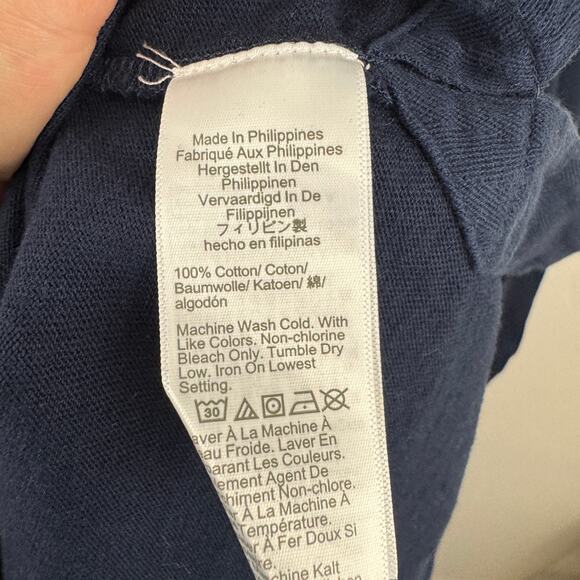 Made In Philippines
Fabriqué Aux Philippines
Hergestellt In Den
Philippinen
Vervaardigd In De
Filippijnen
フィリピン製
hecho en filipinas
100% Cotton/ Coton/
Baumwolle/ Katoen/ 綿/
algodón
Machine Wash Cold. With
Like Colors. Non-chlorine
Bleach Only. Tumble Dry
Low. Iron On Lowest
Setting.
30
À La Machine À
Froide. Laver En
Les Couleurs.
Agent De
Non-chlore.
À La Machine À
Température.
À Fer Doux Si
Kalt